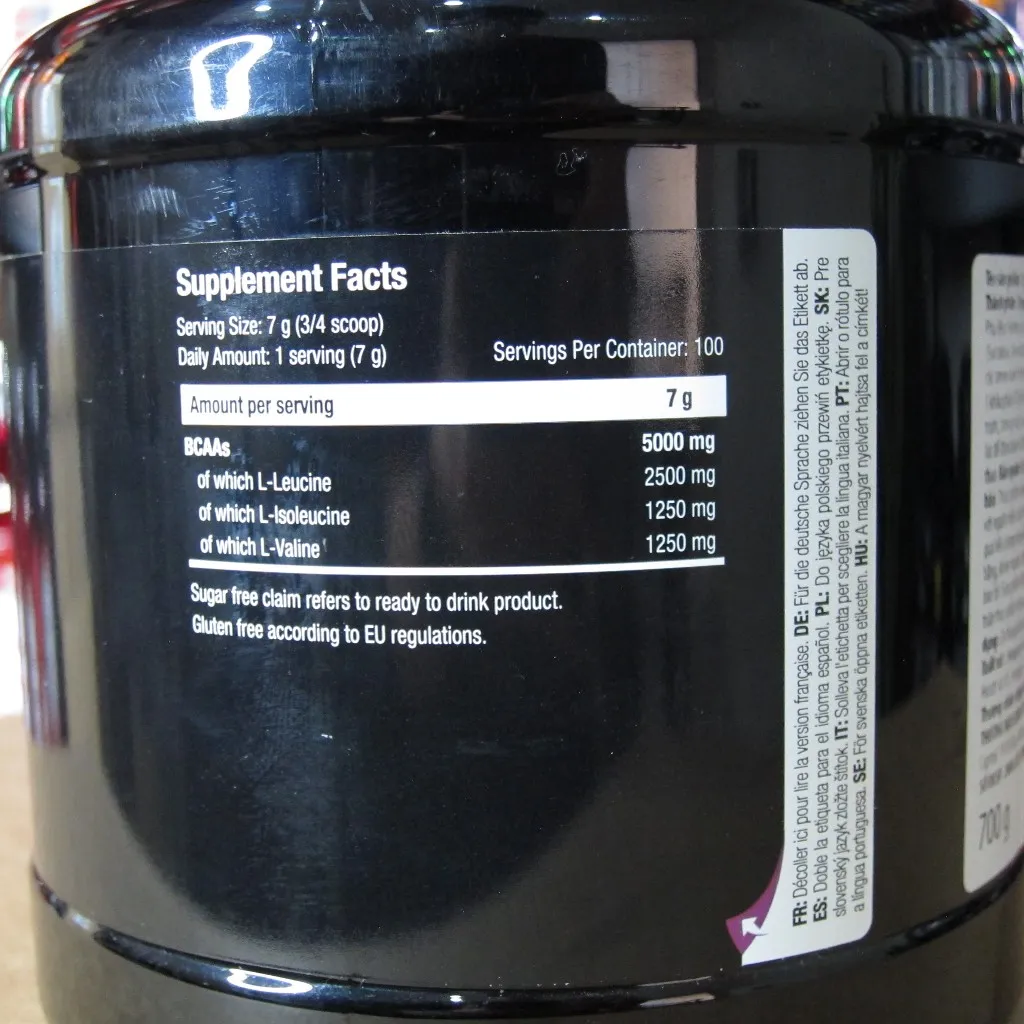 Supplement Facts
Serving Size: 7 g (3/4 scoop)
Daily Amount: 1 serving (7 g)
Servings Per Container: 100
Amount per serving 7 g
BCAAs 5000 mg
of which L-Leucine 2500 mg
of which L-Isoleucine 1250 mg
of which L-Valine 1250 mg
Sugar free claim refers to ready to drink product.
Gluten free according to EU regulations.
FR: Décoller ici pour lire la version française. DE: Für die deutsche Sprache ziehen Sie das Etikett ab.
ES: Doble la etiqueta para el idioma español. PL: Do języka polskiego przewiń etykietkę. SK: Pre
slovenský jazyk zložte štítok. IT: Solleva l'etichetta per scegliere la lingua italiana. PT: Abrir o rótulo para
a língua portuguesa. SE: För svenska öppna etiketten. HU: A magyar nyelvért hajtsa fel a címkét!
700 g